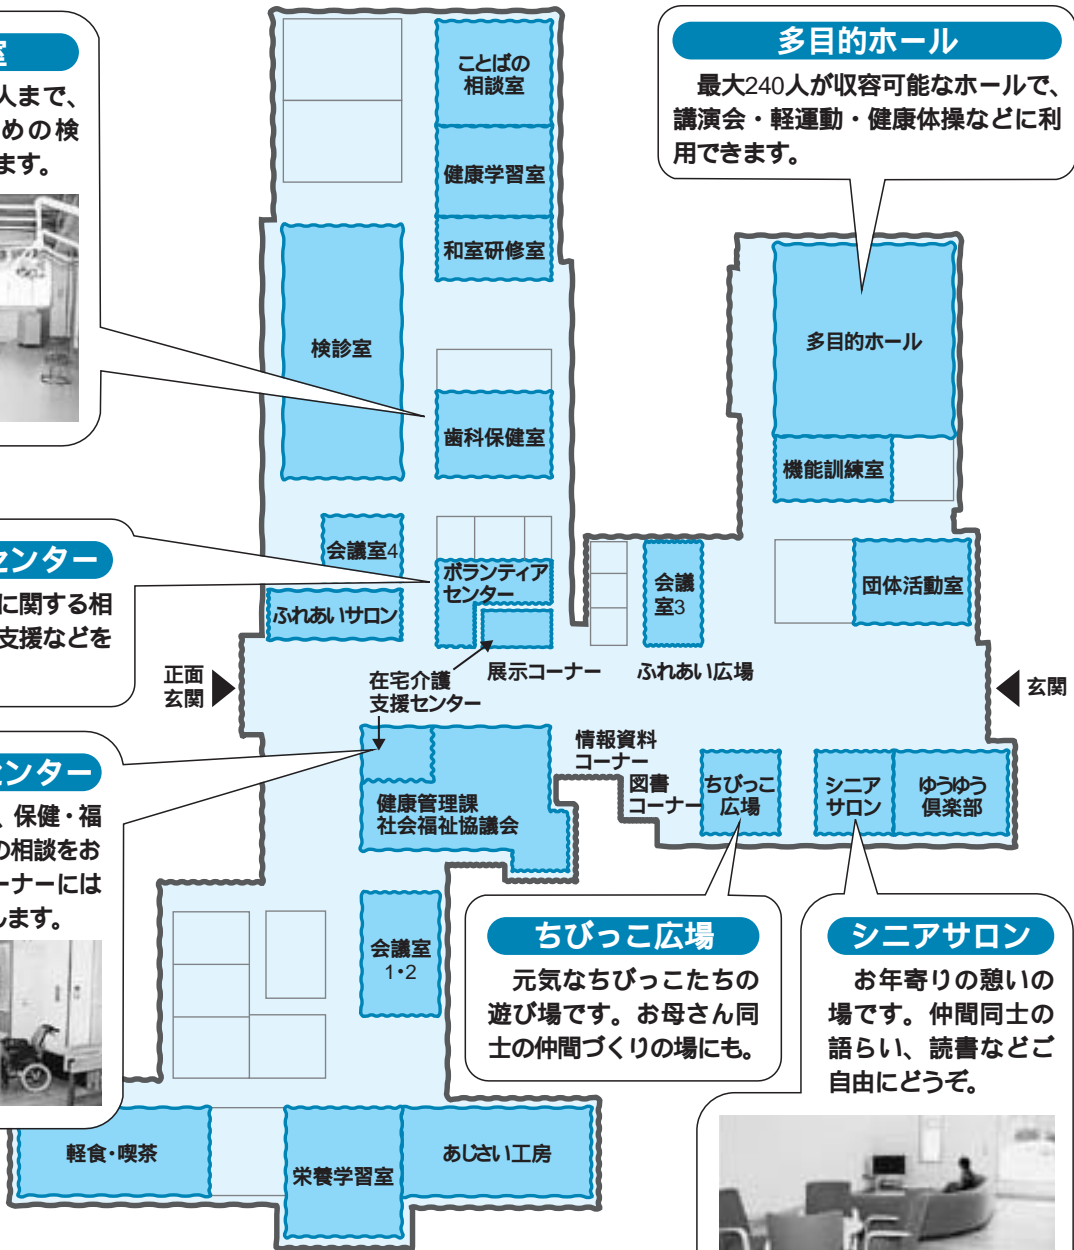 室
人まで、
めの検
ます。
ことばの
相談室
健康学習室
和室研修室
検診室
歯科保健室
多目的ホール
最大240人が収容可能なホールで、
講演会・軽運動・健康体操などに利
用できます。
多目的ホール
機能訓練室
団体活動室
会議
室3
会議室4
ボランティア
センター
ふれあいサロン
展示コーナー
ふれあい広場
センター
に関する相
支援などを
正面
玄関
玄関
在宅介護
支援センター
情報資料
コーナー
図書
コーナー
ちびっこ
広場
シニア
サロン
ゆうゆう
倶楽部
健康管理課
社会福祉協議会
センター
、保健・福
の相談をお
ーナーには
します。
会議室
1・2
ちびっこ広場
元気なちびっこたちの
遊び場です。お母さん同
士の仲間づくりの場にも。
シニアサロン
お年寄りの憩いの
場です。仲間同士の
語らい、読書などご
自由にどうぞ。
軽食・喫茶
栄養学習室
あじさい工房